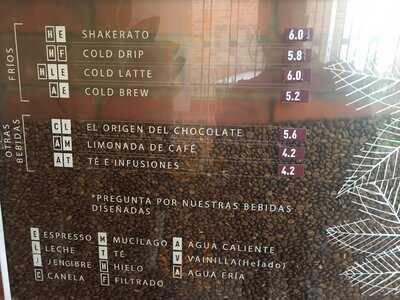 FRÍOS
HE SHAKERATO 6.0
HF COLD DRIP 5.8
HLE COLD LATTE 6.0
AE COLD BREW 5.2
OTRAS BEBIDAS
CL EL ORIGEN DEL CHOCOLATE 5.6
AM LIMONADA DE CAFÉ 4.2
AT TÉ E INFUSIONES 4.2
*PREGUNTA POR NUESTRAS BEBIDAS
DISEÑADAS
E ESPRESSO M MUCÍLAGO A AGUA CALIENTE
L LECHE T TÉ V VAINILLA(Helado)
J JENGIBRE H HIELO A AGUA FRÍA
C CANELA F FILTRADO